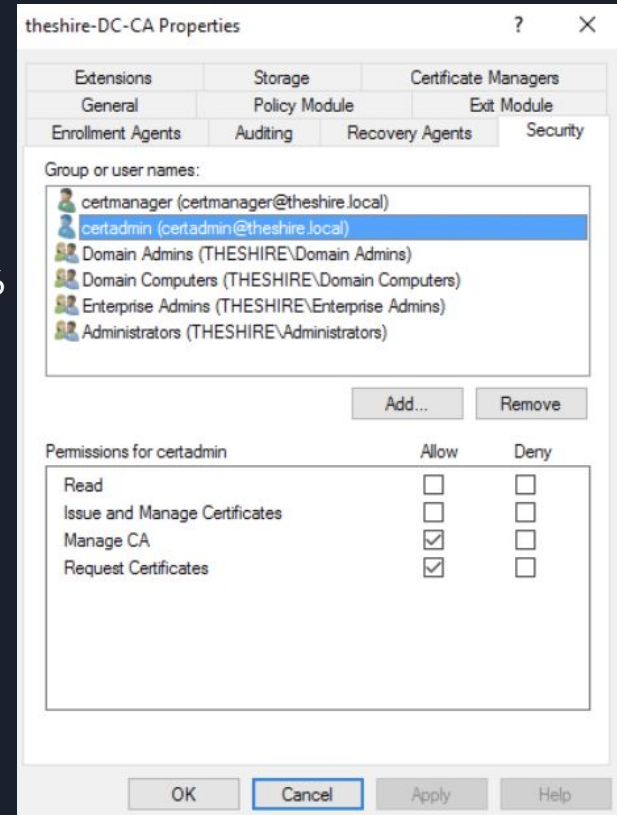 theshire-DC-CA Properties ? ×
Extensions Storage Certificate Managers
General Policy Module Exit Module
Enrollment Agents Auditing Recovery Agents Security
Group or user names:
certmanager (certmanager@theshire.local)
certadmin (certadmin@theshire.local)
Domain Admins (THESHIRE\Domain Admins)
Domain Computers (THESHIRE\Domain Computers)
Enterprise Admins (THESHIRE\Enterprise Admins)
Administrators (THESHIRE\Administrators)
Add... Remove
Permissions for certadmin Allow Deny
Read
Issue and Manage Certificates
Manage CA
Request Certificates
OK Cancel Apply Help